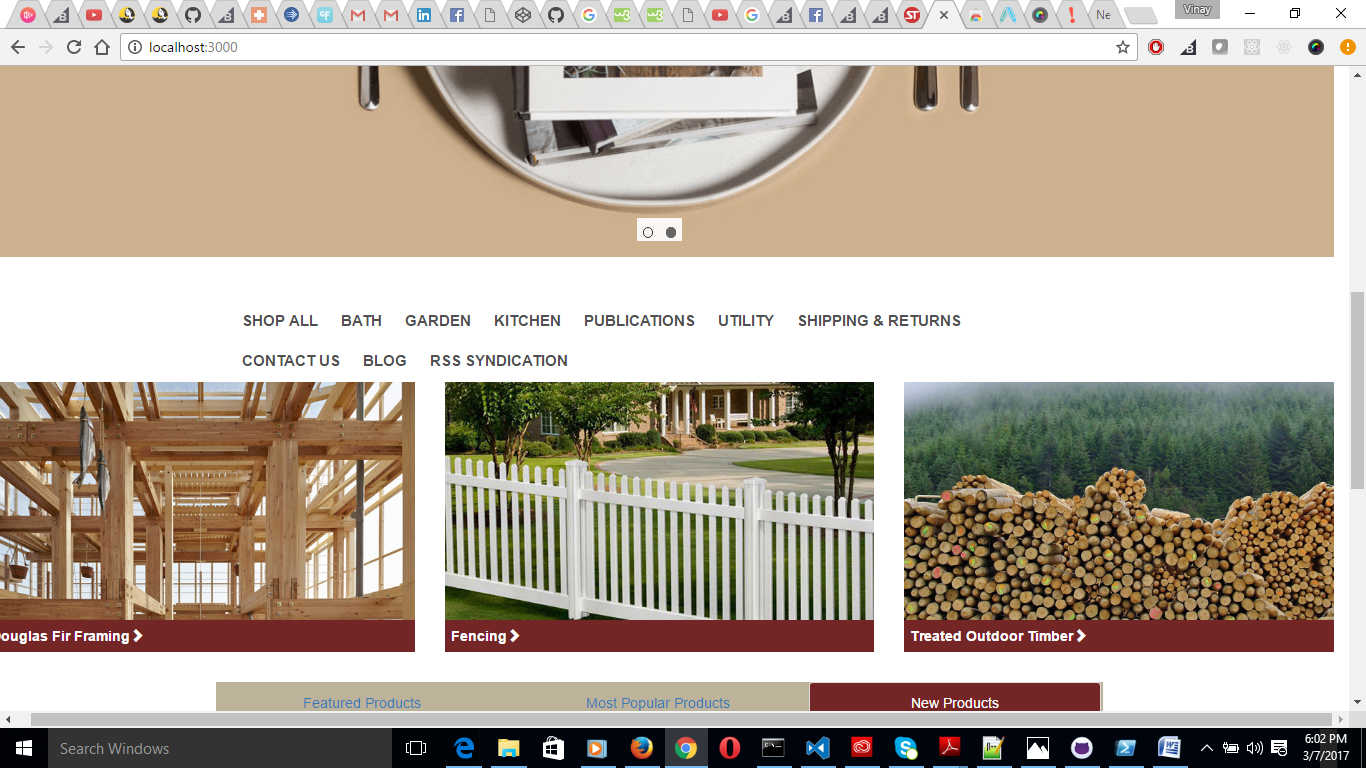 Vinay
Ne
localhost:3000
SHOP ALL BATH GARDEN KITCHEN PUBLICATIONS UTILITY SHIPPING & RETURNS
CONTACT US BLOG RSS SYNDICATION
ouglas Fir Framing
Fencing
Treated Outdoor Timber
Featured Products Most Popular Products New Products
Search Windows
6:02 PM
3/7/2017